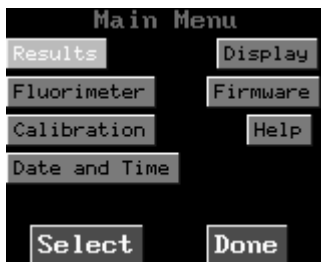 Main Menu
Results Display
Fluorimeter Firmware
Calibration Help
Date and Time
Select Done